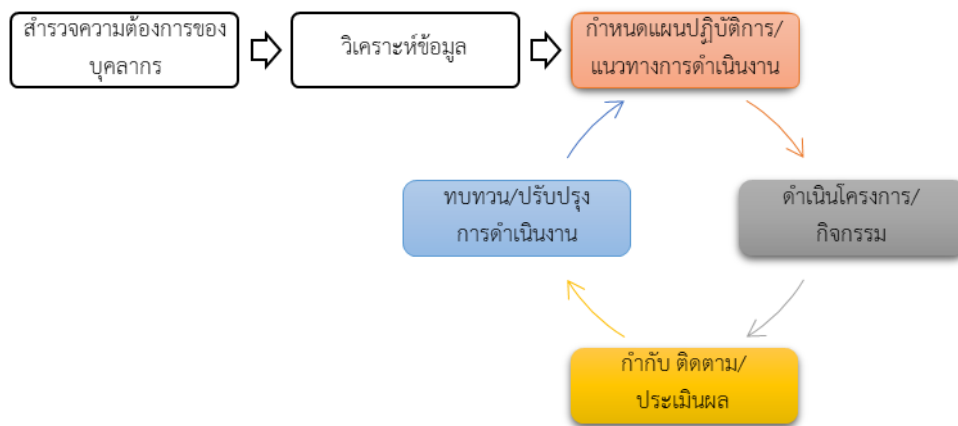 สำรวจความต้องการของ
บุคลากร
วิเคราะห์ข้อมูล
กำหนดแผนปฏิบัติการ/
แนวทางการดำเนินงาน
ดำเนินโครงการ/
กิจกรรม
กำกับ ติดตาม/
ประเมินผล
ทบทวน/ปรับปรุง
การดำเนินงาน